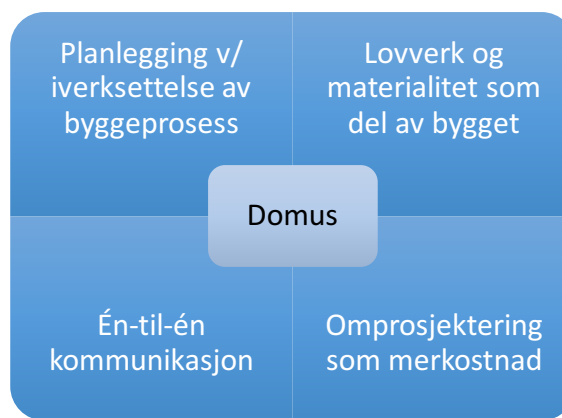 Planlegging v/
iverksettelse av
byggeprosess
Lovverk og
materialitet som
del av bygget
Domus
Én-til-én
kommunikasjon
Omprosjektering
som merkostnad